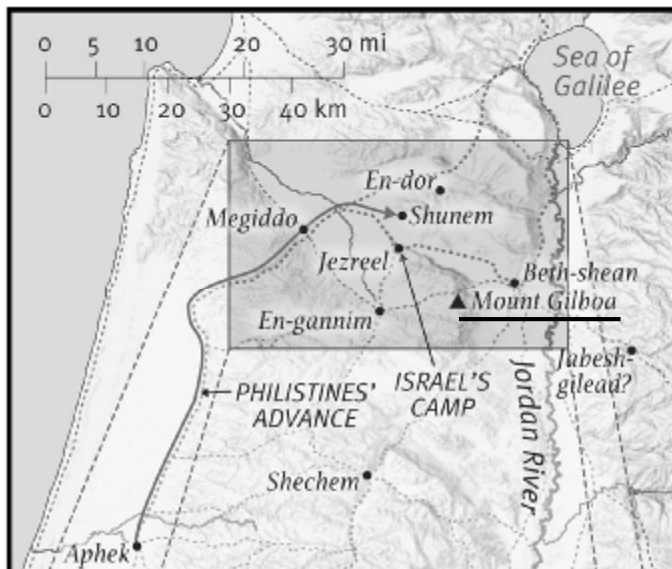 0 5 10 20 30 mi
0 10 20 30 40 km
Sea of
Galilee
En-dor
Shunem
Megiddo
Jezreel
Beth-shean
Mount Gilboa
En-gannim
Jabesh-
gilead?
PHILISTINES'
ADVANCE
ISRAEL'S
CAMP
Jordan River
Shechem
Aphek